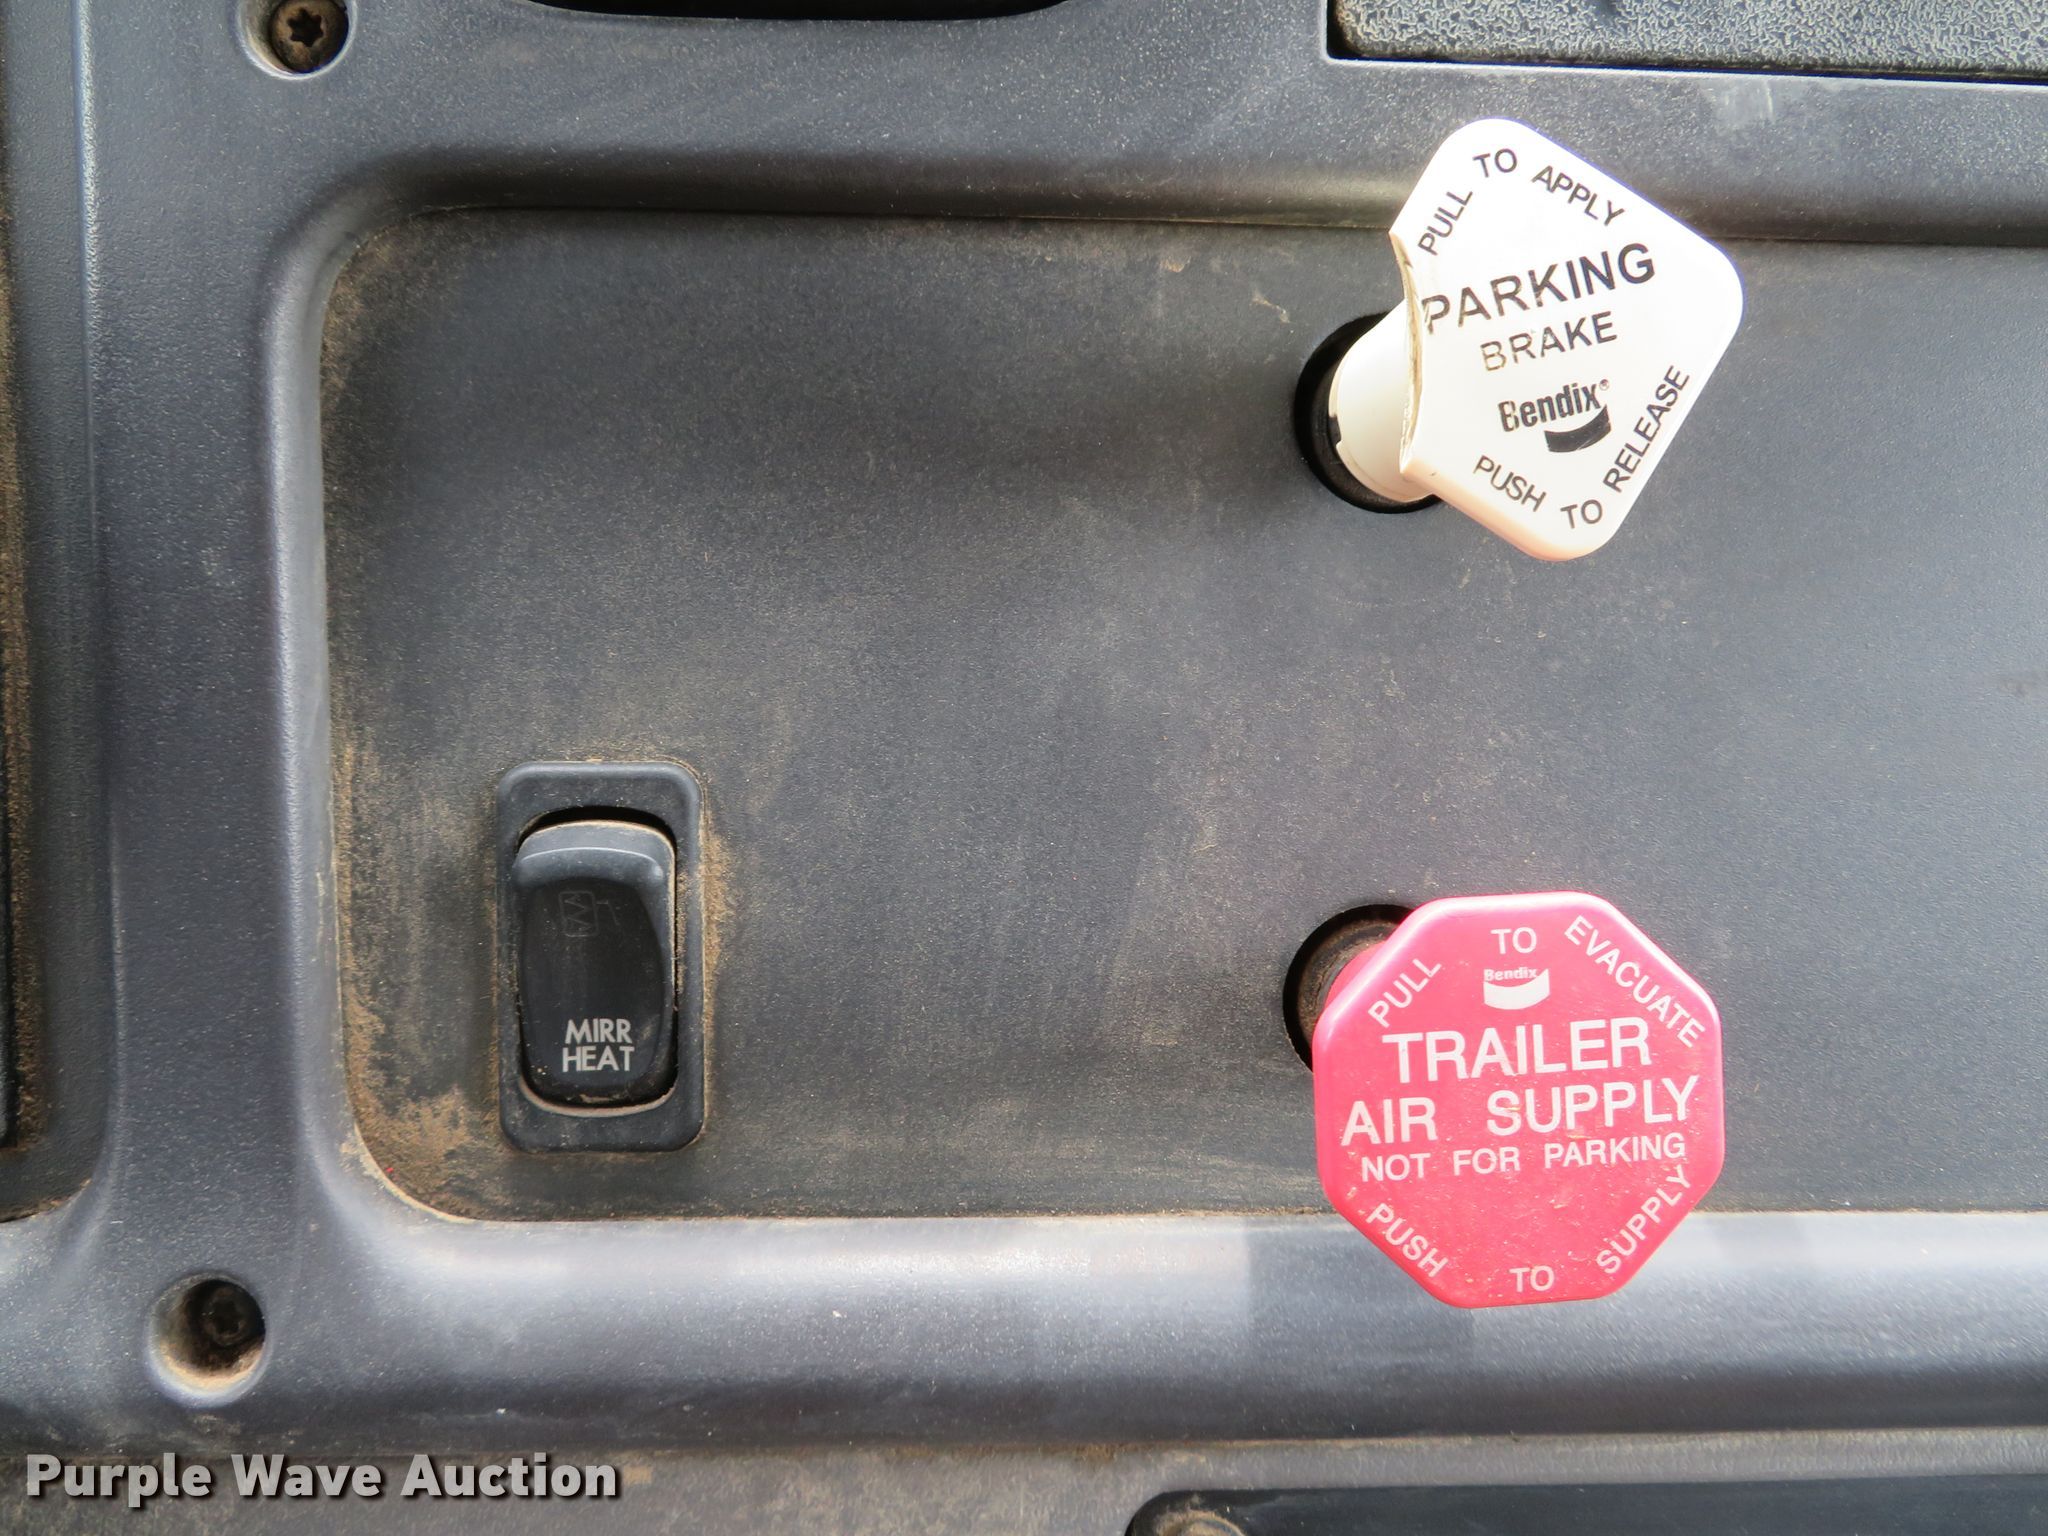 PULL TO APPLY
PARKING
BRAKE
Bendix®
PUSH TO RELEASE
MIRR
HEAT
PULL TO EVACUATE
Bendix
TRAILER
AIR SUPPLY
NOT FOR PARKING
PUSH TO SUPPLY
Purple Wave Auction